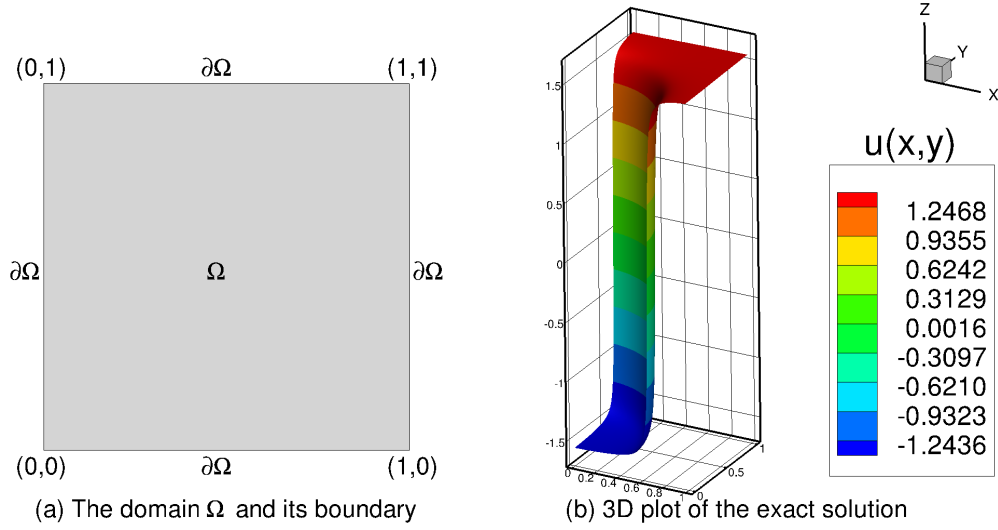 (0,1) ∂Ω (1,1)
∂Ω Ω ∂Ω
(0,0) ∂Ω (1,0)
(a) The domain Ω and its boundary
1.5
1
0.5
0
-0.5
-1
-1.5
0 0.2 0.4 0.6 0.8 1
0 0.5 1
Z
Y
X
u(x,y)
1.2468
0.9355
0.6242
0.3129
0.0016
-0.3097
-0.6210
-0.9323
-1.2436
(b) 3D plot of the exact solution